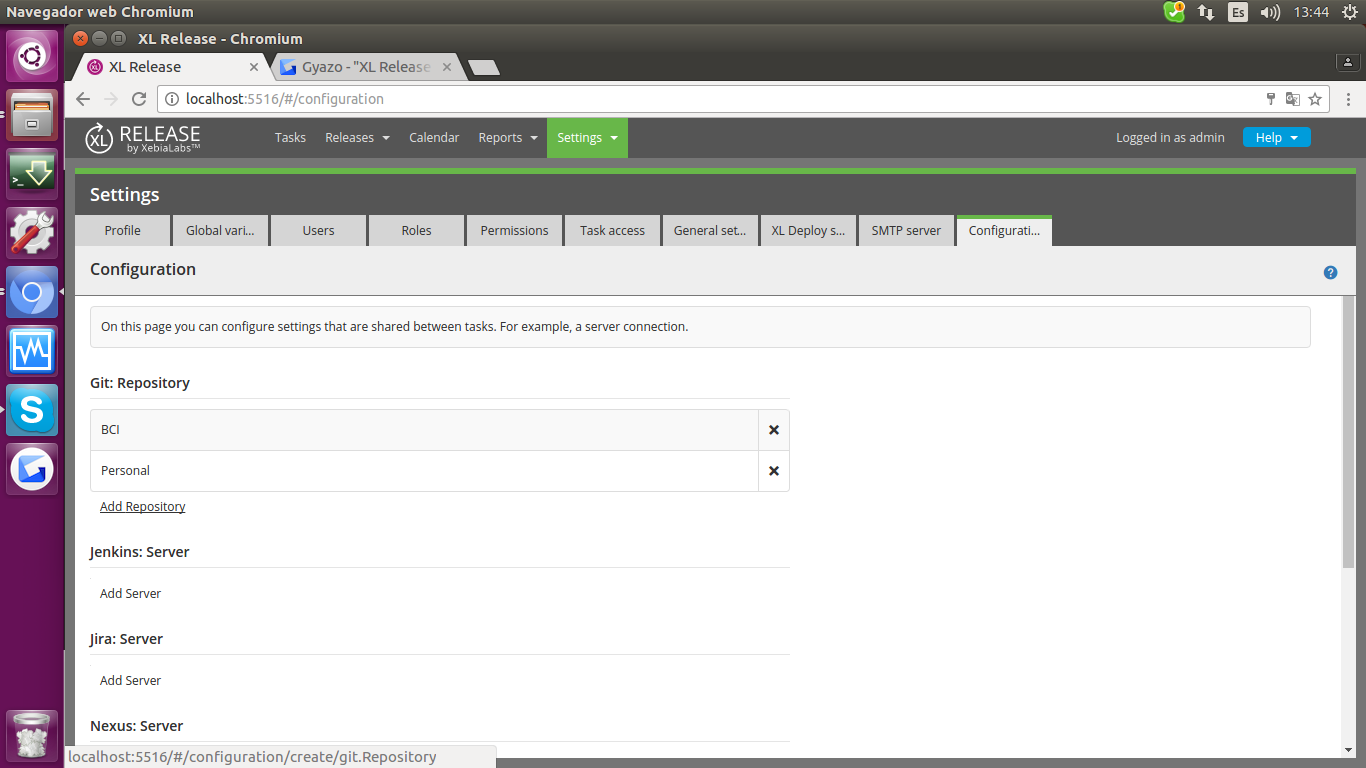 Navegador web Chromium
Es
13:44
XL Release - Chromium
XL Release
Gyazo - "XL Release
localhost:5516/#/configuration
XL RELEASE
by XebiaLabs™
Tasks
Releases
Calendar
Reports
Settings
Logged in as admin
Help
Settings
Profile
Global vari...
Users
Roles
Permissions
Task access
General set...
XL Deploy s...
SMTP server
Configurati...
Configuration
?
On this page you can configure settings that are shared between tasks. For example, a server connection.
Git: Repository
BCI
Personal
Add Repository
Jenkins: Server
Add Server
Jira: Server
Add Server
Nexus: Server
localhost:5516/#/configuration/create/git.Repository